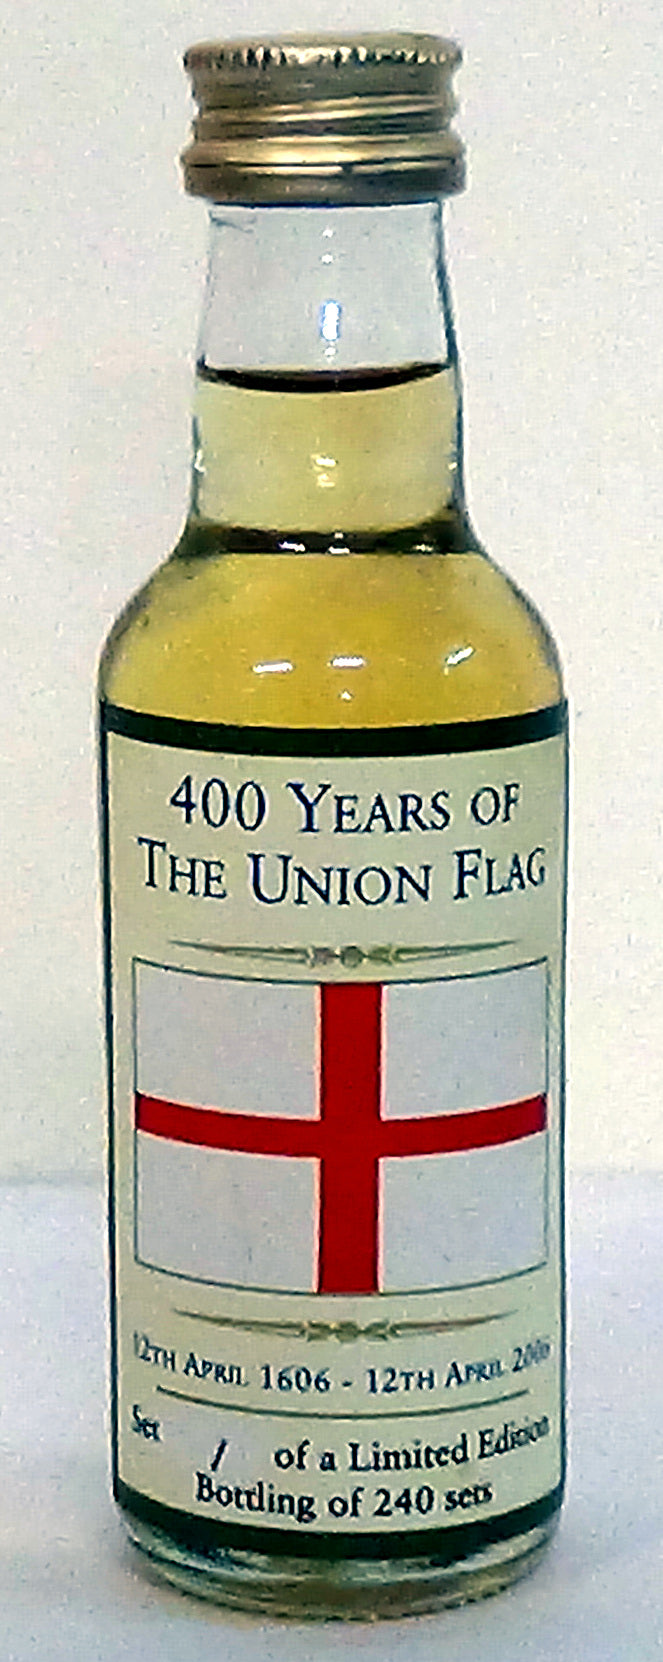 400 YEARS OF
THE UNION FLAG
12TH APRIL 1606 - 12TH APRIL 2006
Set / of a Limited Edition
Bottling of 240 sets